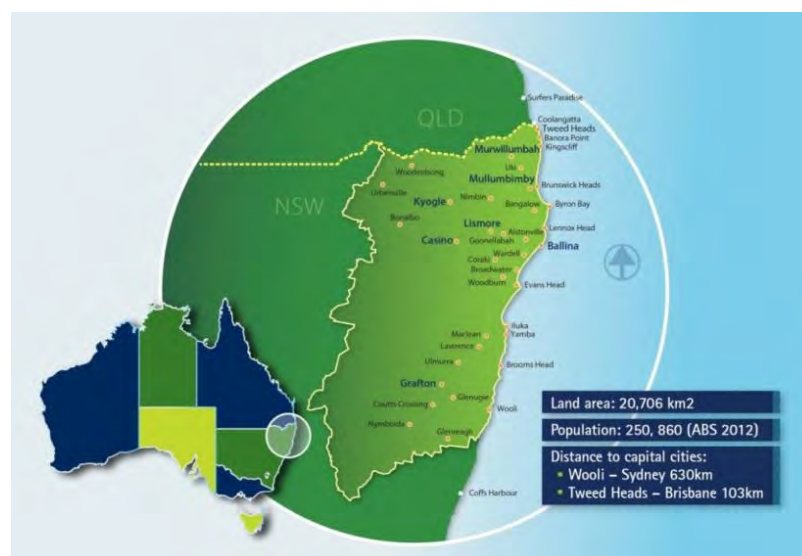 Surfers Paradise
QLD
Coolangatta
Tweed Heads
Banora Point
Kingscliff
Murwillumbah
Uki
Woodenbong
Mullumbimby
Brunswick Heads
Urbenville
NSW
Kyogle
Nimbin
Bangalow
Byron Bay
Bonalbo
Lismore
Alstonville
Lennox Head
Casino
Goonellabah
Ballina
Wardell
Coraki
Broadwater
Woodburn
Evans Head
Iluka
Yamba
Maclean
Lawrence
Ulmarra
Brooms Head
Grafton
Glenugie
Coutts Crossing
Wooli
Nymboida
Glenreagh
Coffs Harbour
Land area: 20,706 km2
Population: 250, 860 (ABS 2012)
Distance to capital cities:
Wooli – Sydney 630km
Tweed Heads – Brisbane 103km